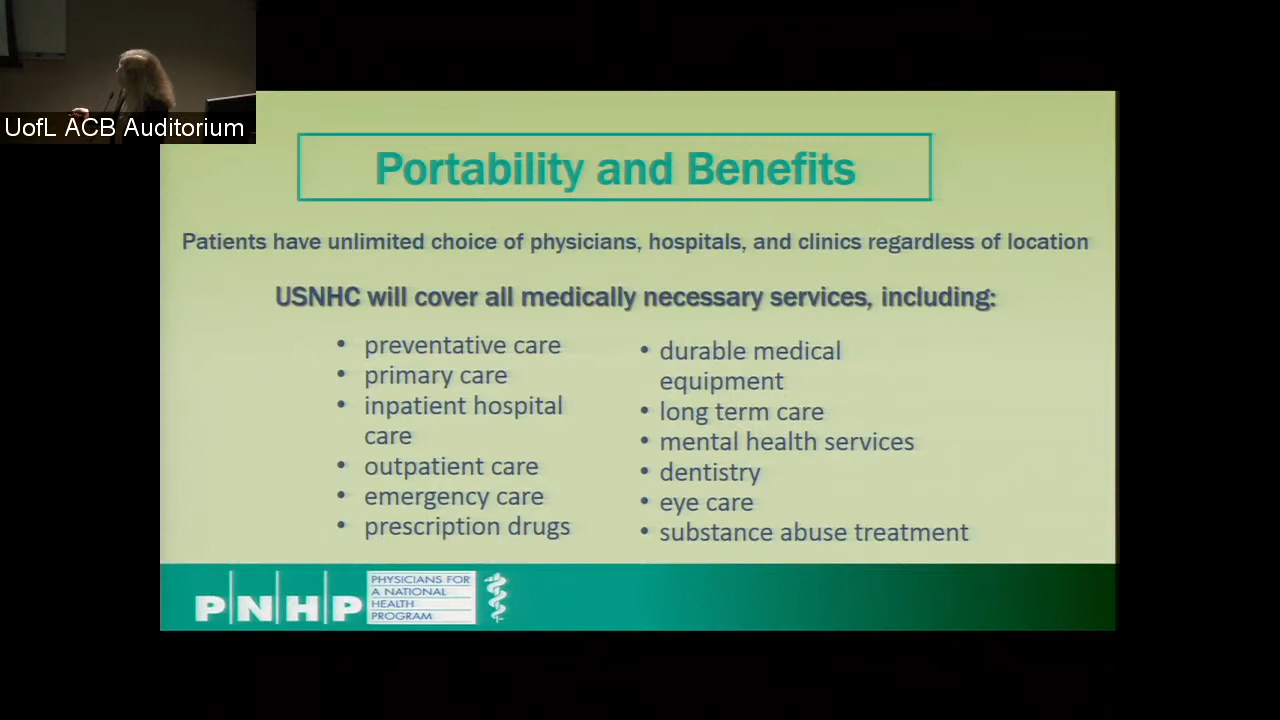 UofL ACB Auditorium
Portability and Benefits
Patients have unlimited choice of physicians, hospitals, and clinics regardless of location
USNHC will cover all medically necessary services, including:
• preventative care
• primary care
• inpatient hospital
care
• outpatient care
• emergency care
• prescription drugs
• durable medical
equipment
• long term care
• mental health services
• dentistry
• eye care
• substance abuse treatment
PNHP
PHYSICIANS FOR
A NATIONAL
HEALTH
PROGRAM